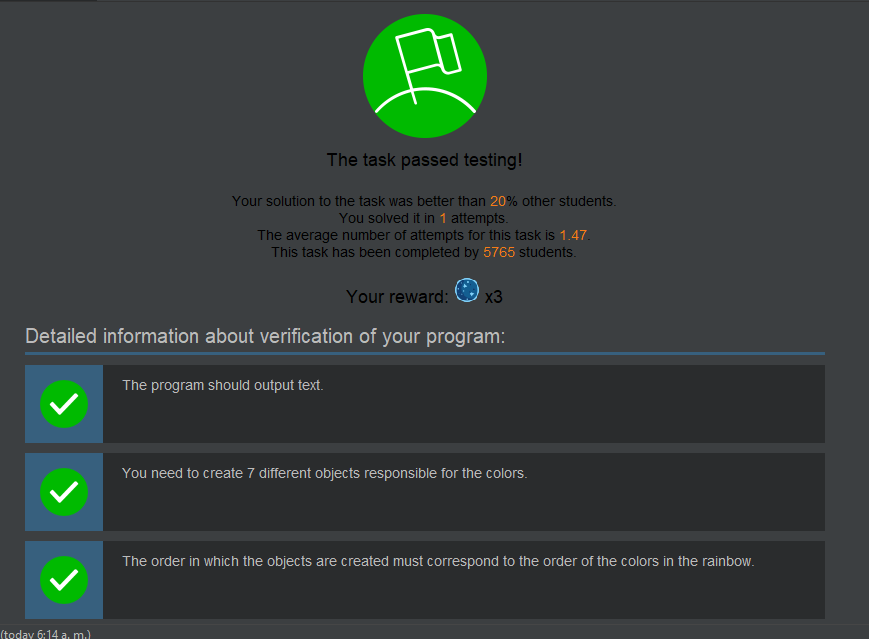 The task passed testing!
Your solution to the task was better than 20% other students.
You solved it in 1 attempts.
The average number of attempts for this task is 1.47.
This task has been completed by 5765 students.
Your reward: x3
Detailed information about verification of your program:
The program should output text.
You need to create 7 different objects responsible for the colors.
The order in which the objects are created must correspond to the order of the colors in the rainbow.
(today 6:14 a. m.)